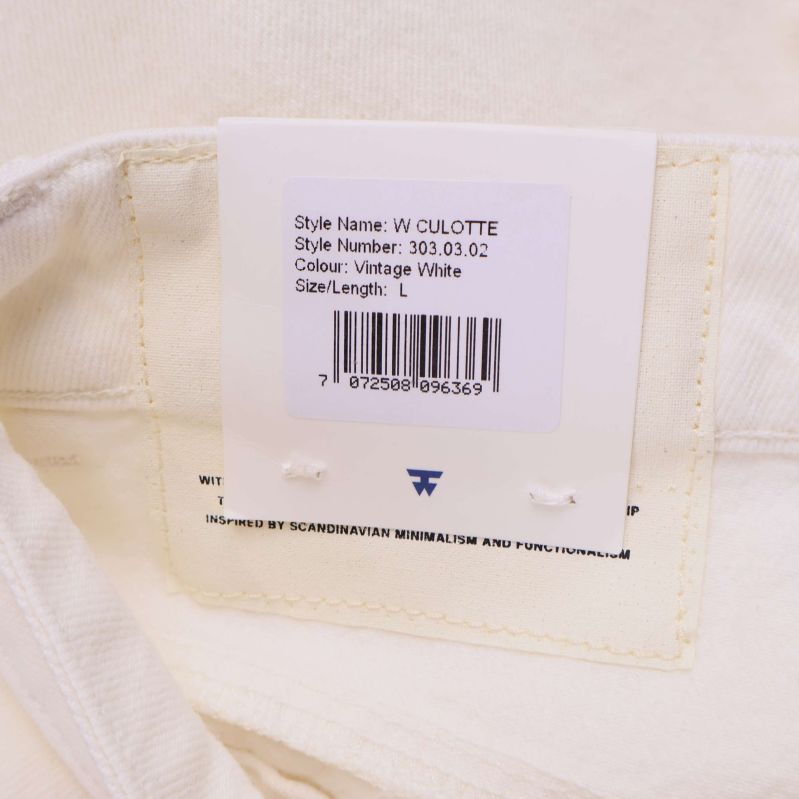 Style Name: W CULOTTE
Style Number: 303.03.02
Colour: Vintage White
Size/Length: L
7 072508 096369
INSPIRED BY SCANDINAVIAN MINIMALISM AND FUNCTIONALISM